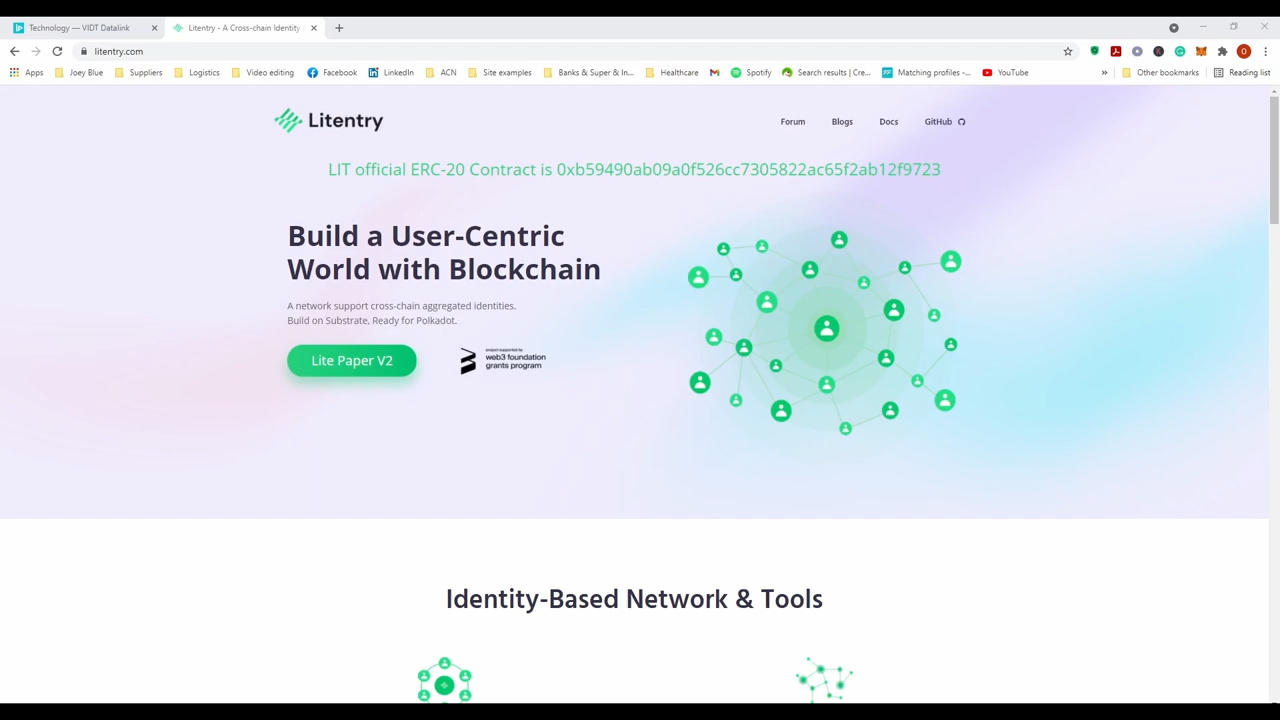 Technology — VIDT Datalink
Litentry - A Cross-chain Identity
litentry.com
Apps
Joey Blue
Suppliers
Logistics
Video editing
Facebook
LinkedIn
ACN
Site examples
Banks & Super & In...
Healthcare
Spotify
Search results | Cre...
Matching profiles -...
YouTube
»
Other bookmarks
Reading list
Litentry
Forum
Blogs
Docs
GitHub
LIT official ERC-20 Contract is 0xb59490ab09a0f526cc7305822ac65f2ab12f9723
Build a User-Centric
World with Blockchain
A network support cross-chain aggregated identities.
Build on Substrate, Ready for Polkadot.
Lite Paper V2
project supported by
web3 foundation
grants program
Identity-Based Network & Tools